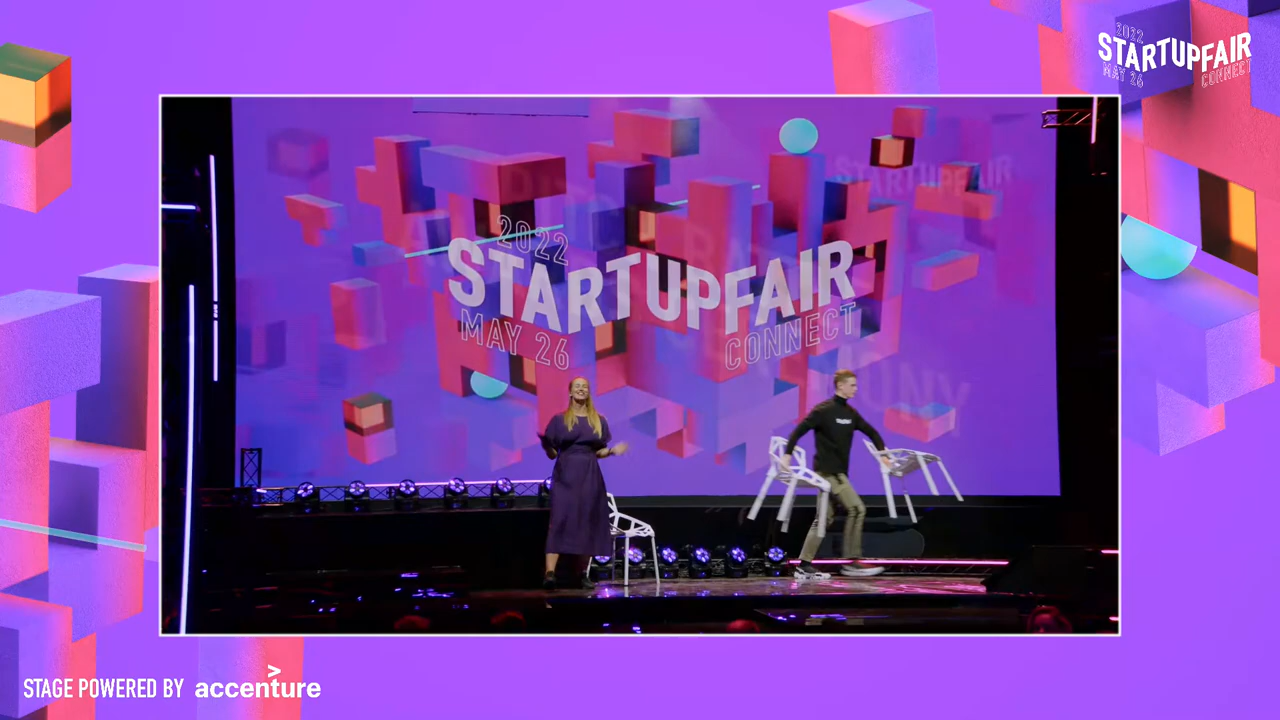 2022
STARTUPFAIR
MAY 26
CONNECT
STARTUPFAIR
2022
STARTUPFAIR
MAY 26
CONNECT
STAGE POWERED BY accenture